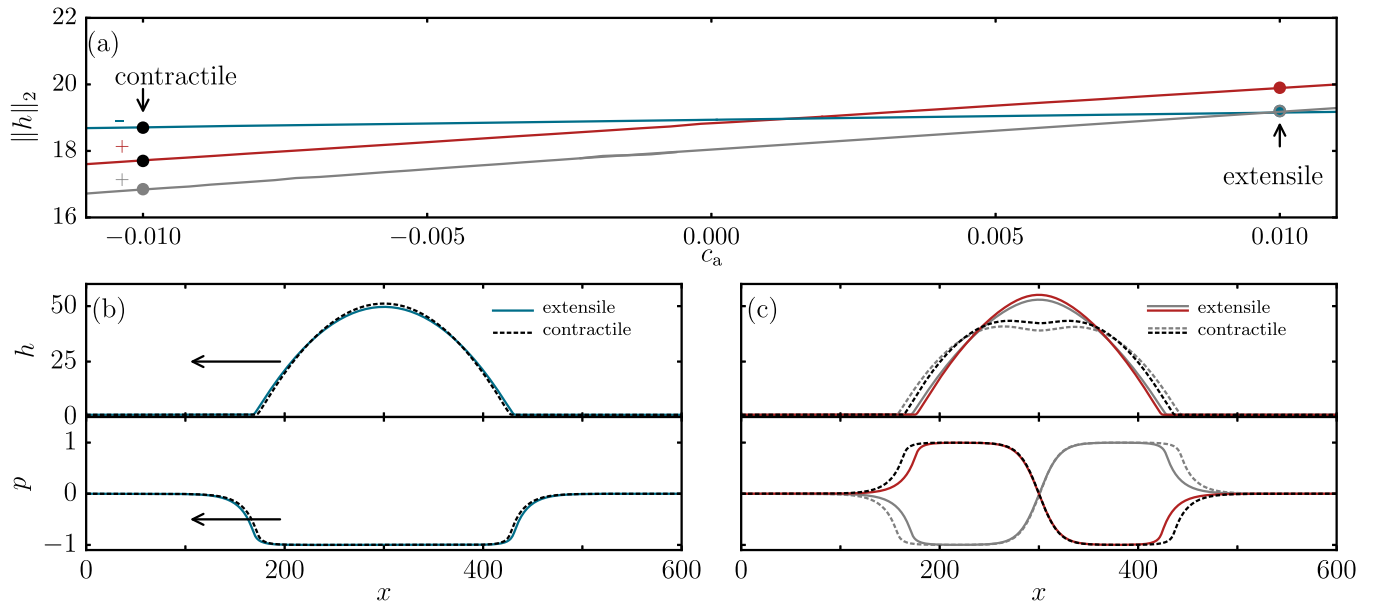 22
(a)
contractile
20
‖h‖₂
−
+
18
+
extensile
16
−0.010 −0.005 0.000 0.005 0.010
cₐ
50
(b)
extensile
contractile
h
25
0
1
p
0
−1
0 200 400 600
x
(c)
extensile
contractile
0 200 400 600
x